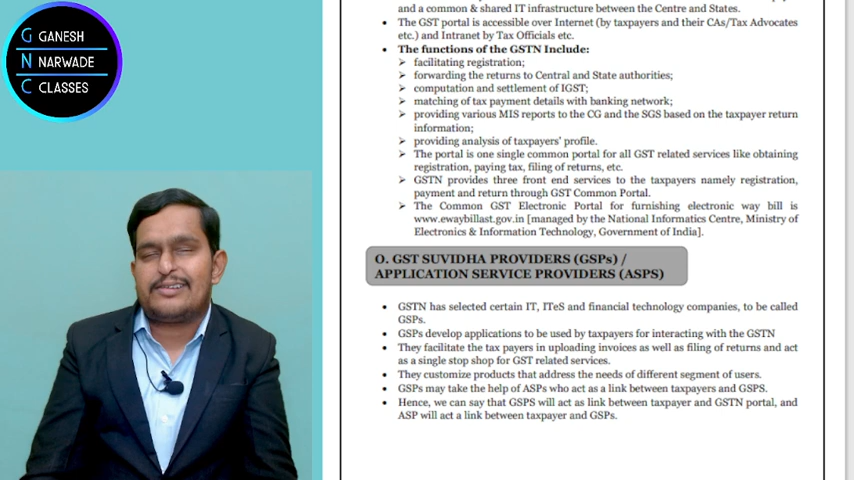 G GANESH
N NARWADE
C CLASSES
and a common & shared IT infrastructure between the Centre and States.
• The GST portal is accessible over Internet (by taxpayers and their CAs/Tax Advocates
etc.) and Intranet by Tax Officials etc.
• The functions of the GSTN Include:
➢ facilitating registration;
➢ forwarding the returns to Central and State authorities;
➢ computation and settlement of IGST;
➢ matching of tax payment details with banking network;
➢ providing various MIS reports to the CG and the SGS based on the taxpayer return
information;
➢ providing analysis of taxpayers' profile.
➢ The portal is one single common portal for all GST related services like obtaining
registration, paying tax, filing of returns, etc.
➢ GSTN provides three front end services to the taxpayers namely registration,
payment and return through GST Common Portal.
➢ The Common GST Electronic Portal for furnishing electronic way bill is
www.ewaybillast.gov.in [managed by the National Informatics Centre, Ministry of
Electronics & Information Technology, Government of India].
O. GST SUVIDHA PROVIDERS (GSPs) /
APPLICATION SERVICE PROVIDERS (ASPS)
• GSTN has selected certain IT, ITeS and financial technology companies, to be called
GSPs.
• GSPs develop applications to be used by taxpayers for interacting with the GSTN
• They facilitate the tax payers in uploading invoices as well as filing of returns and act
as a single stop shop for GST related services.
• They customize products that address the needs of different segment of users.
• GSPs may take the help of ASPs who act as a link between taxpayers and GSPS.
• Hence, we can say that GSPS will act as link between taxpayer and GSTN portal, and
ASP will act a link between taxpayer and GSPs.